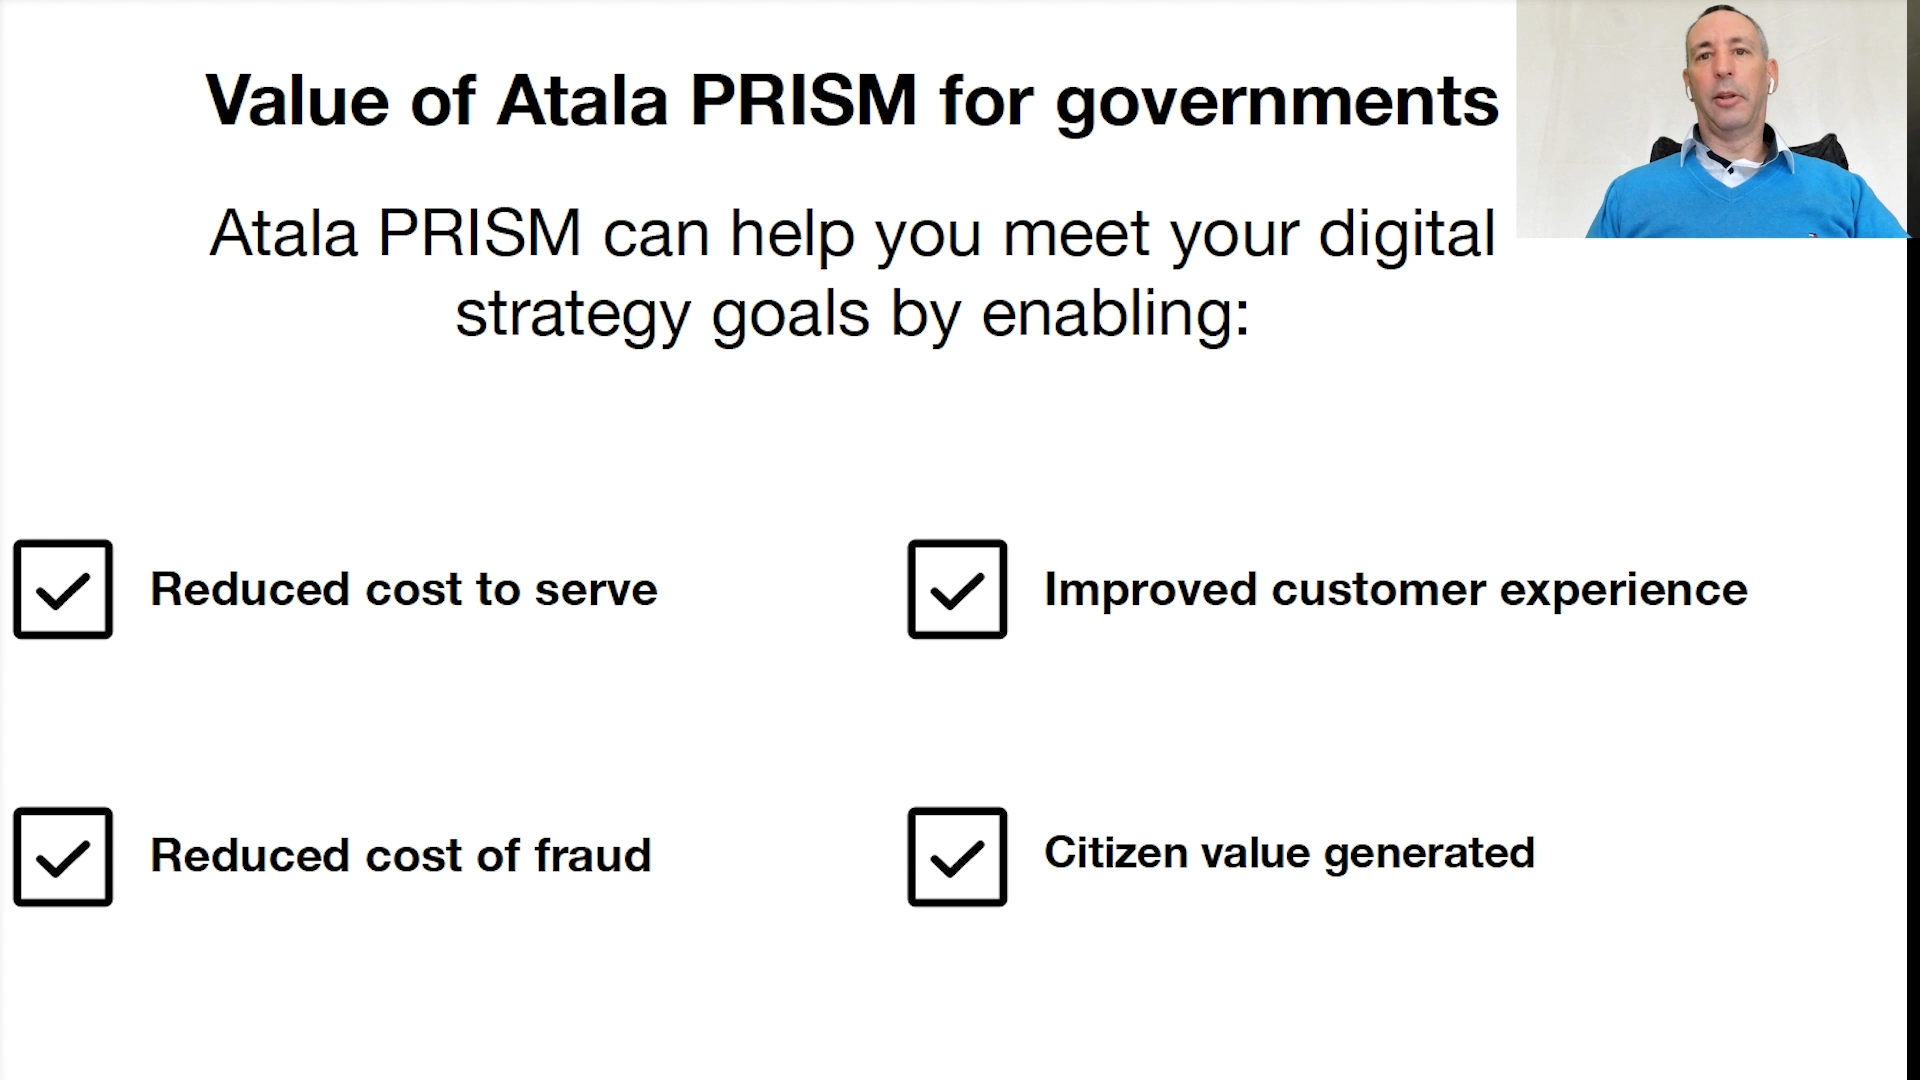 Value of Atala PRISM for governments
Atala PRISM can help you meet your digital
strategy goals by enabling:
Reduced cost to serve
Improved customer experience
Reduced cost of fraud
Citizen value generated